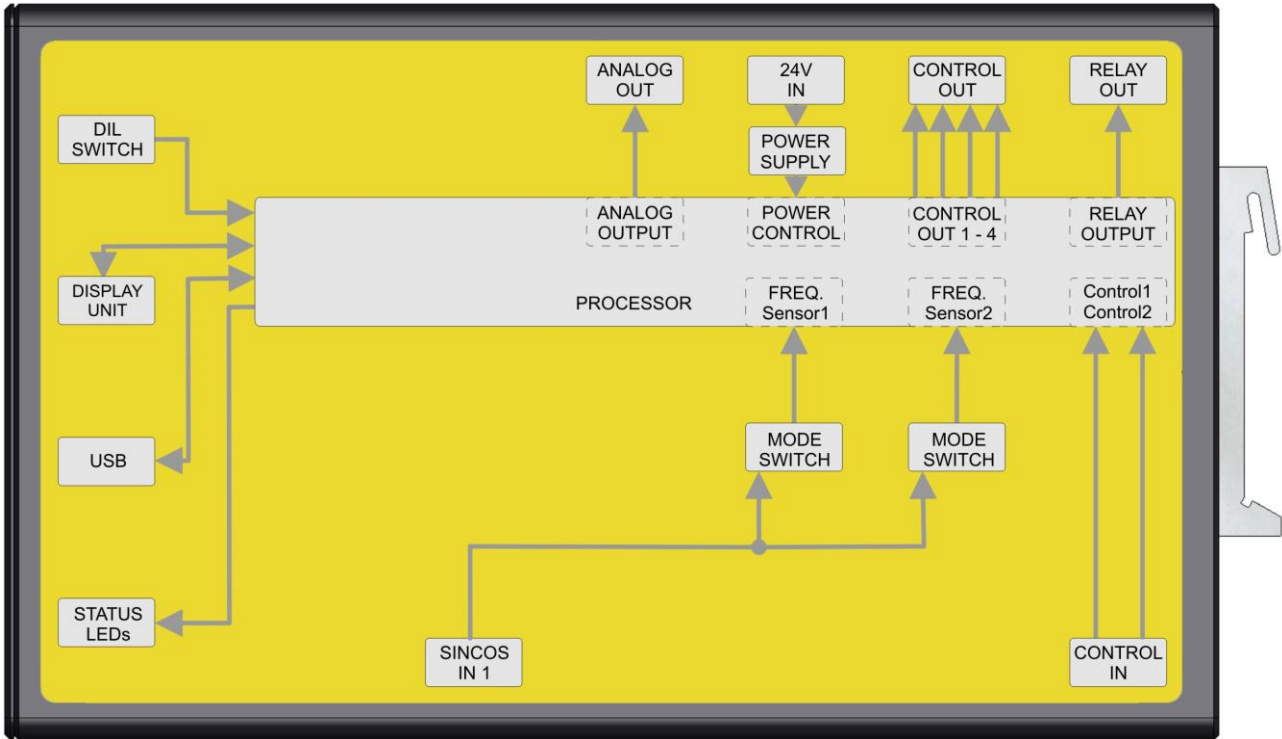 ANALOG
OUT
24V
IN
CONTROL
OUT
RELAY
OUT
DIL
SWITCH
POWER
SUPPLY
ANALOG
OUTPUT
POWER
CONTROL
CONTROL
OUT 1 - 4
RELAY
OUTPUT
DISPLAY
UNIT
PROCESSOR
FREQ.
Sensor1
FREQ.
Sensor2
Control1
Control2
USB
MODE
SWITCH
MODE
SWITCH
STATUS
LEDs
SINCOS
IN 1
CONTROL
IN